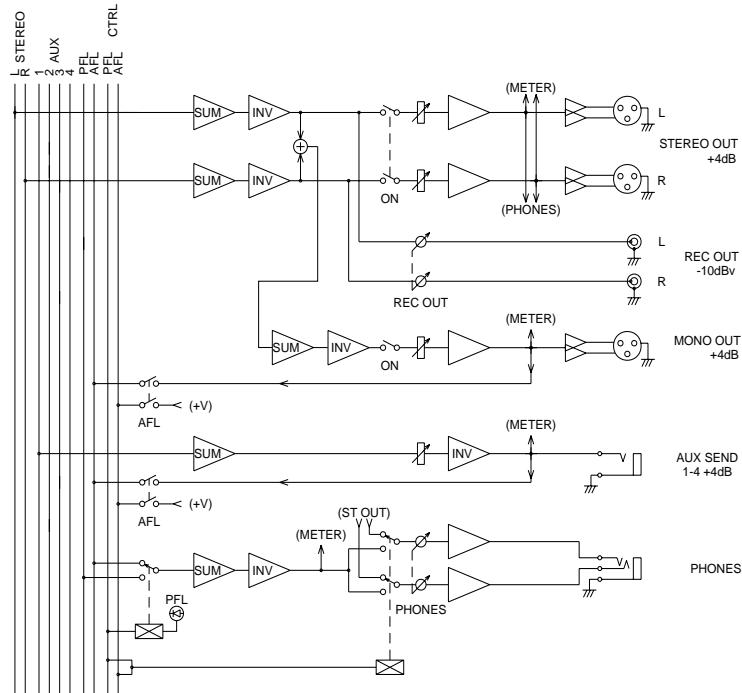 L STEREO
R
1
2 AUX
3
4
PFL
AFL
PFL CTRL
AFL
(METER)
SUM INV L
STEREO OUT
+4dB
SUM INV R
ON
(PHONES)
L
REC OUT
-10dBv
R
REC OUT
(METER)
SUM INV MONO OUT
+4dB
ON
(+V)
AFL
(METER)
SUM INV AUX SEND
1-4 +4dB
(+V)
AFL
(ST OUT)
(METER)
SUM INV PHONES
PHONES
PFL